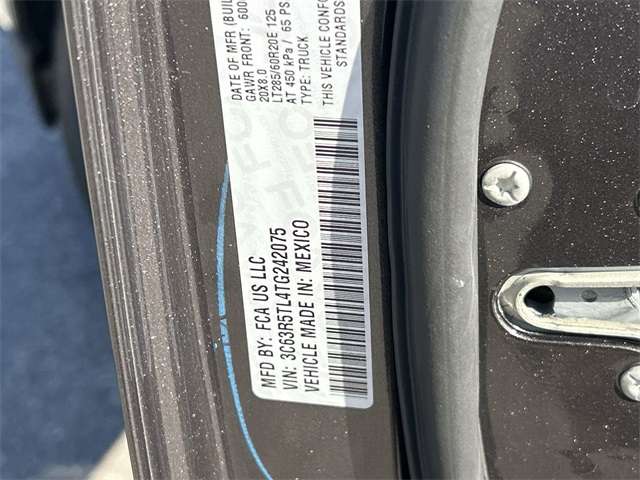 DATE OF MFR (BUIL
GAWR FRONT: 600
20X8.0
LT285/60R20E 125
AT 450 kPa / 65 PS
TYPE: TRUCK
THIS VEHICLE CONFO
STANDARDS
MFD BY: FCA US LLC
VIN: 3C63R5TL4TG242075
VEHICLE MADE IN: MEXICO